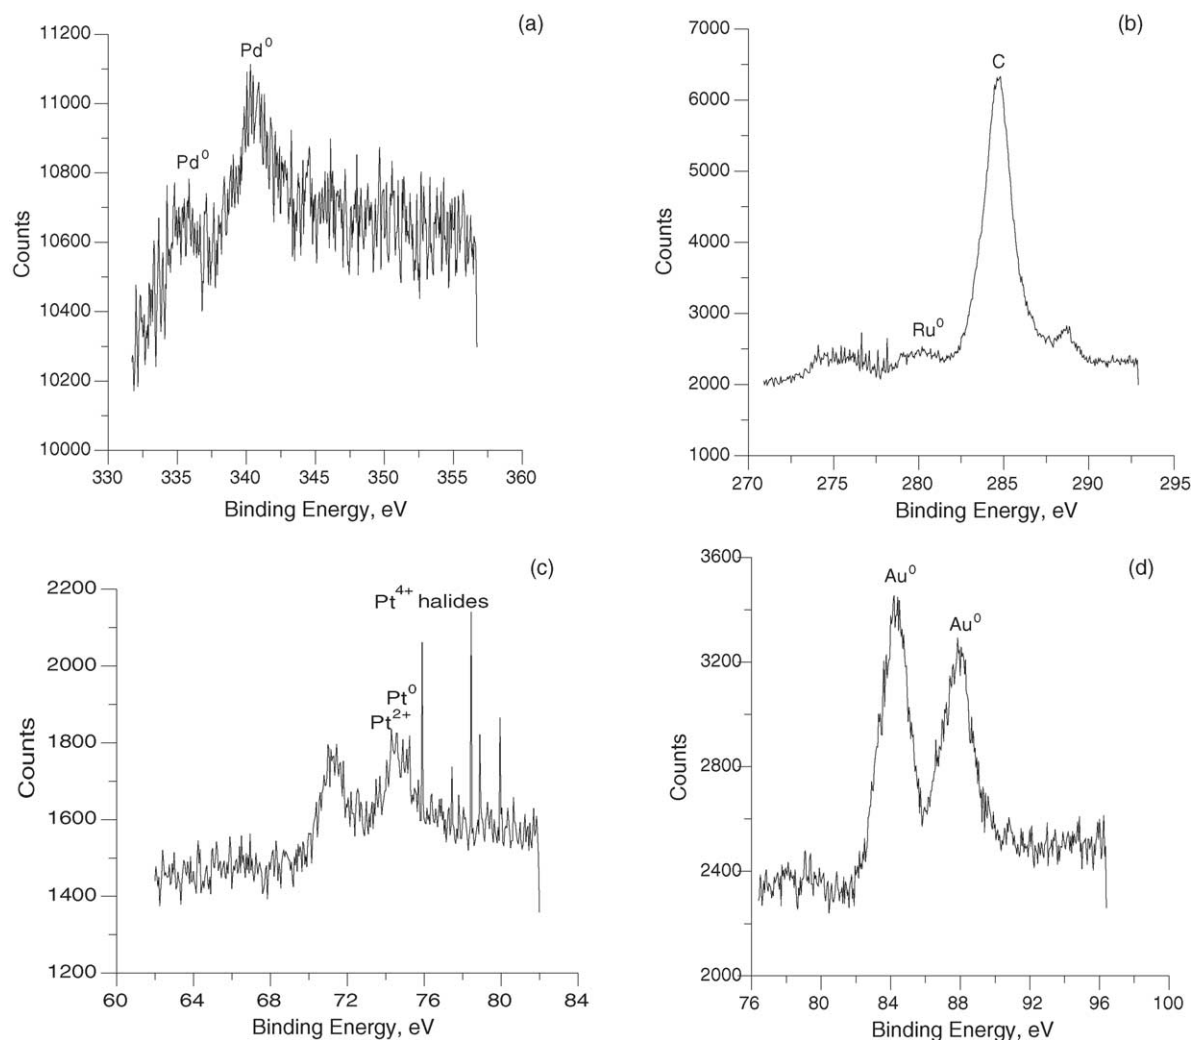 (a)
Pd⁰
Pd⁰
11200
11000
10800
10600
10400
10200
10000
Counts
330
335
340
345
350
355
360
Binding Energy, eV
(b)
C
Ru⁰
7000
6000
5000
4000
3000
2000
1000
Counts
270
275
280
285
290
295
Binding Energy, eV
(c)
Pt⁴⁺ halides
Pt⁰
Pt²⁺
2200
2000
1800
1600
1400
1200
Counts
60
64
68
72
76
80
84
Binding Energy, eV
(d)
Au⁰
Au⁰
3600
3200
2800
2400
2000
Counts
76
80
84
88
92
96
100
Binding Energy, eV